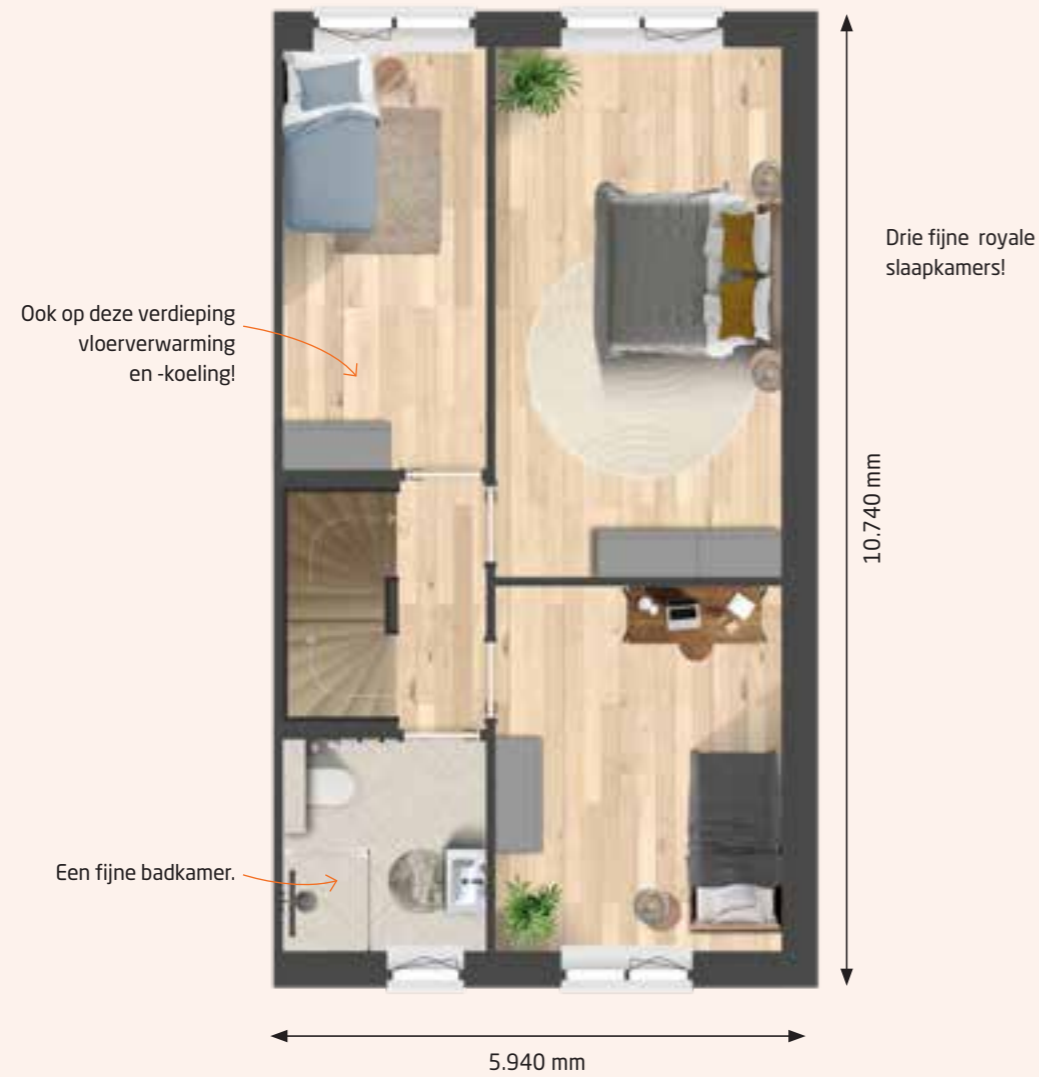 Drie fijne royale
slaapkamers!
Ook op deze verdieping
vloerverwarming
en -koeling!
10.740 mm
Een fijne badkamer.
5.940 mm